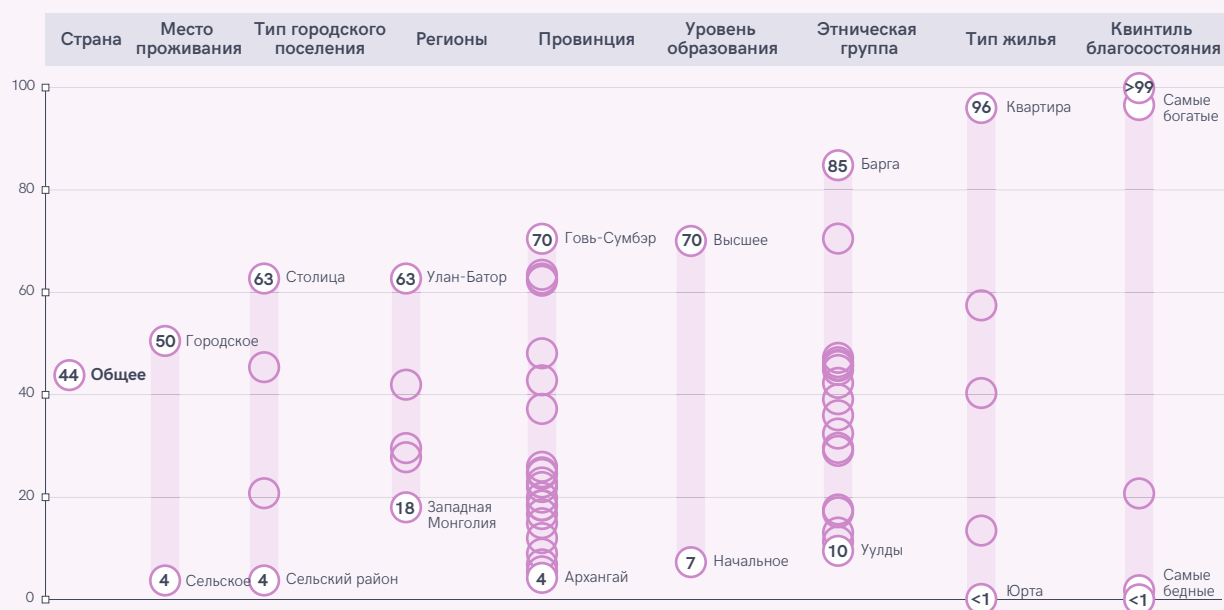 Страна
Место
проживания
Тип городского
поселения
Регионы
Провинция
Уровень
образования
Этническая
группа
Тип жилья
Квинтиль
благосостояния
100
80
60
40
20
0
44 Общее
50 Городское
4 Сельское
63 Столица
4 Сельский район
63 Улан-Батор
18 Западная
Монголия
70 Говь-Сумбэр
4 Архангай
70 Высшее
7 Начальное
85 Барга
10 Уулды
96 Квартира
<1 Юрта
>99 Самые
богатые
<1 Самые
бедные